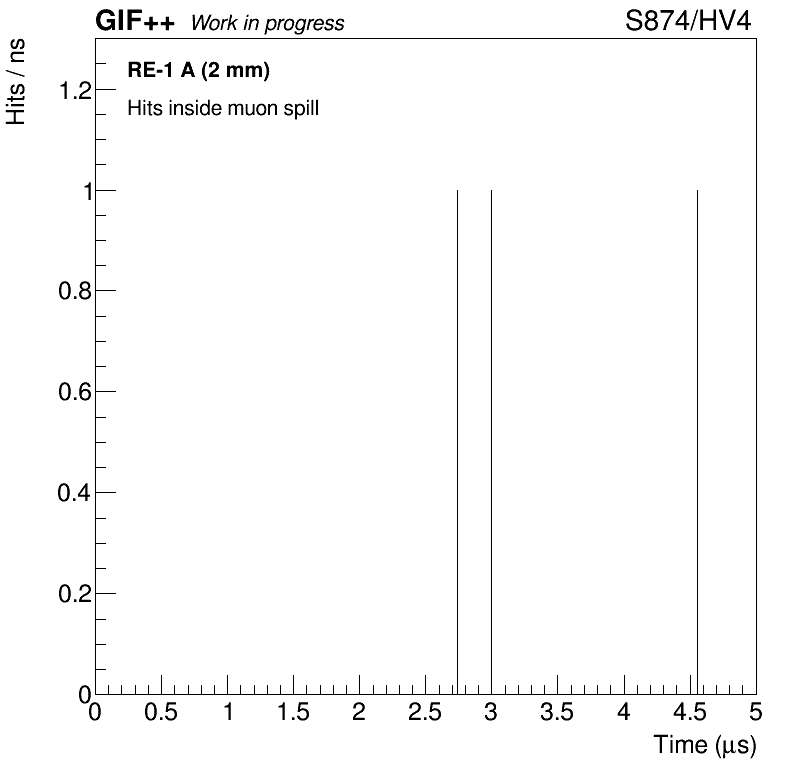 GIF++ Work in progress S874/HV4
Hits / ns
RE-1 A (2 mm)
Hits inside muon spill
1.2
1
0.8
0.6
0.4
0.2
0
0 0.5 1 1.5 2 2.5 3 3.5 4 4.5 5
Time (μs)